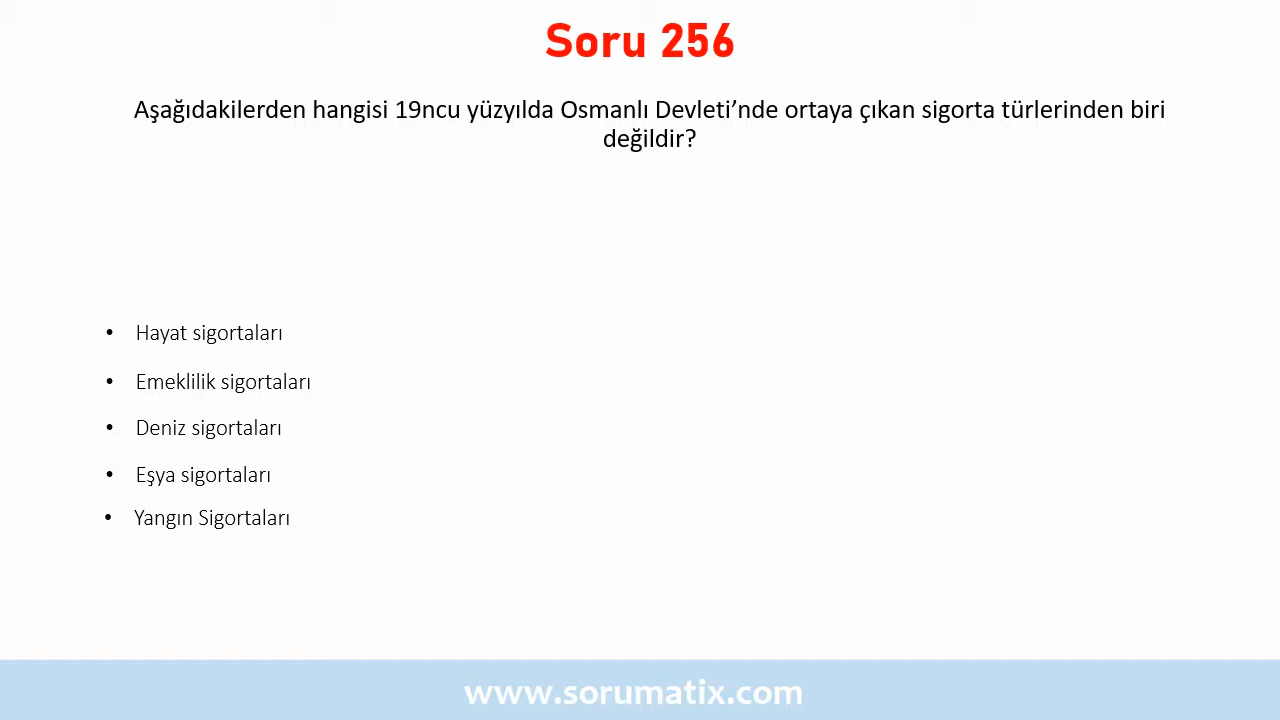 Soru 256
Aşağıdakilerden hangisi 19ncu yüzyılda Osmanlı Devleti’nde ortaya çıkan sigorta türlerinden biri
değildir?
• Hayat sigortaları
• Emeklilik sigortaları
• Deniz sigortaları
• Eşya sigortaları
• Yangın Sigortaları
www.sorumatix.com